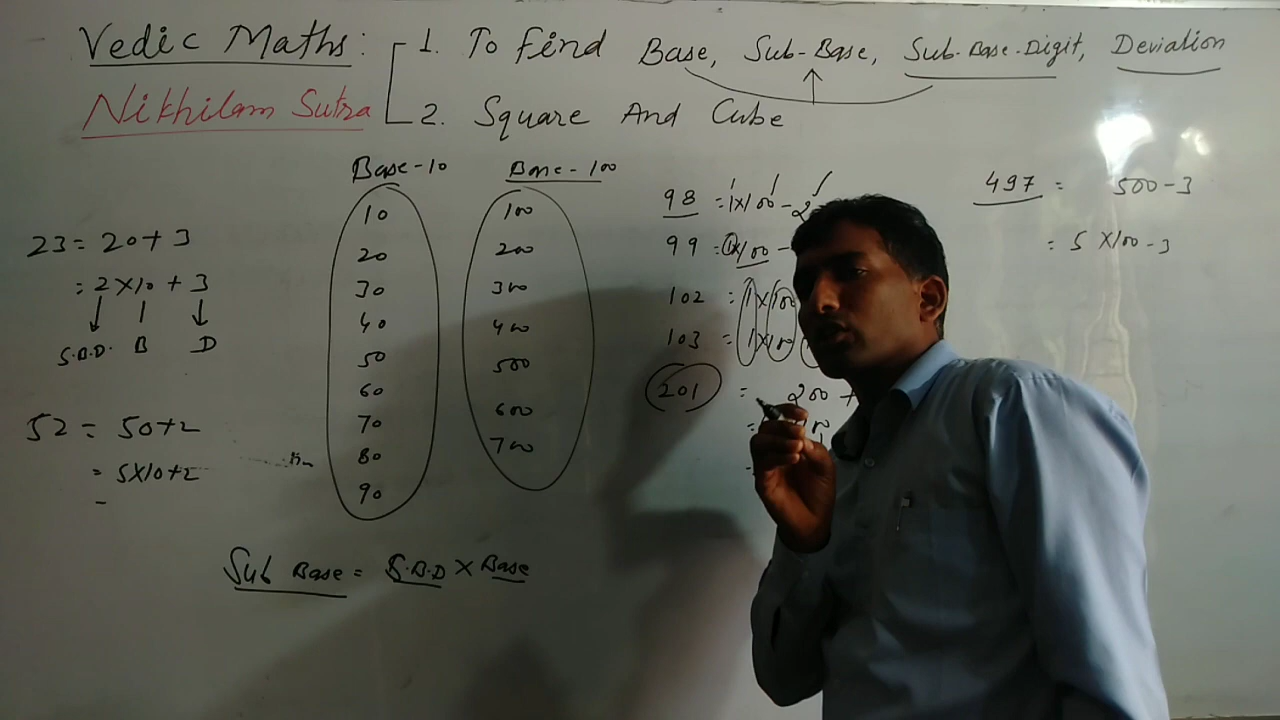 Vedic Maths:
Nikhilam Sutra
1. To Find Base, Sub-Base, Sub-Base-Digit, Deviation
2. Square And Cube
23 = 20 + 3
= 2 × 10 + 3
S.B.D. B D
52 = 50 + 2
= 5 × 10 + 2
=
Base-10
10
20
30
40
50
60
70
80
90
Base-100
100
200
300
400
500
600
700
Sub Base = S.B.D × Base
98 = 1 × 100 - 2
99 = 1 × 100 -
102 = 1 × 100
103 = 1 × 100
201 = 200 +
=
497 = 500 - 3
= 5 × 100 - 3